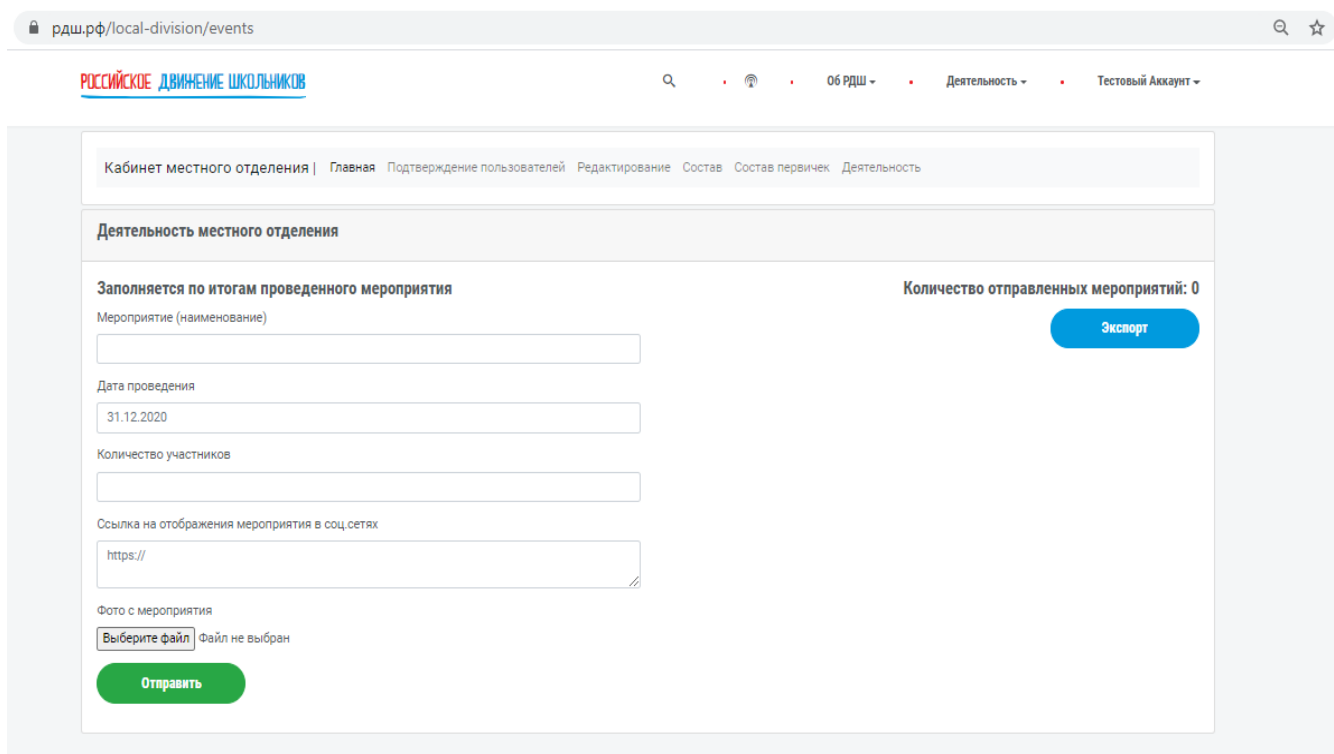 рдш.рф/local-division/events
РОССИЙСКОЕ ДВИЖЕНИЕ ШКОЛЬНИКОВ
Об РДШ
Деятельность
Тестовый Аккаунт
Кабинет местного отделения | Главная Подтверждение пользователей Редактирование Состав Состав первичек Деятельность
Деятельность местного отделения
Заполняется по итогам проведенного мероприятия
Количество отправленных мероприятий: 0
Экспорт
Мероприятие (наименование)
Дата проведения
31.12.2020
Количество участников
Ссылка на отображения мероприятия в соц.сетях
https://
Фото с мероприятия
Выберите файл Файл не выбран
Отправить